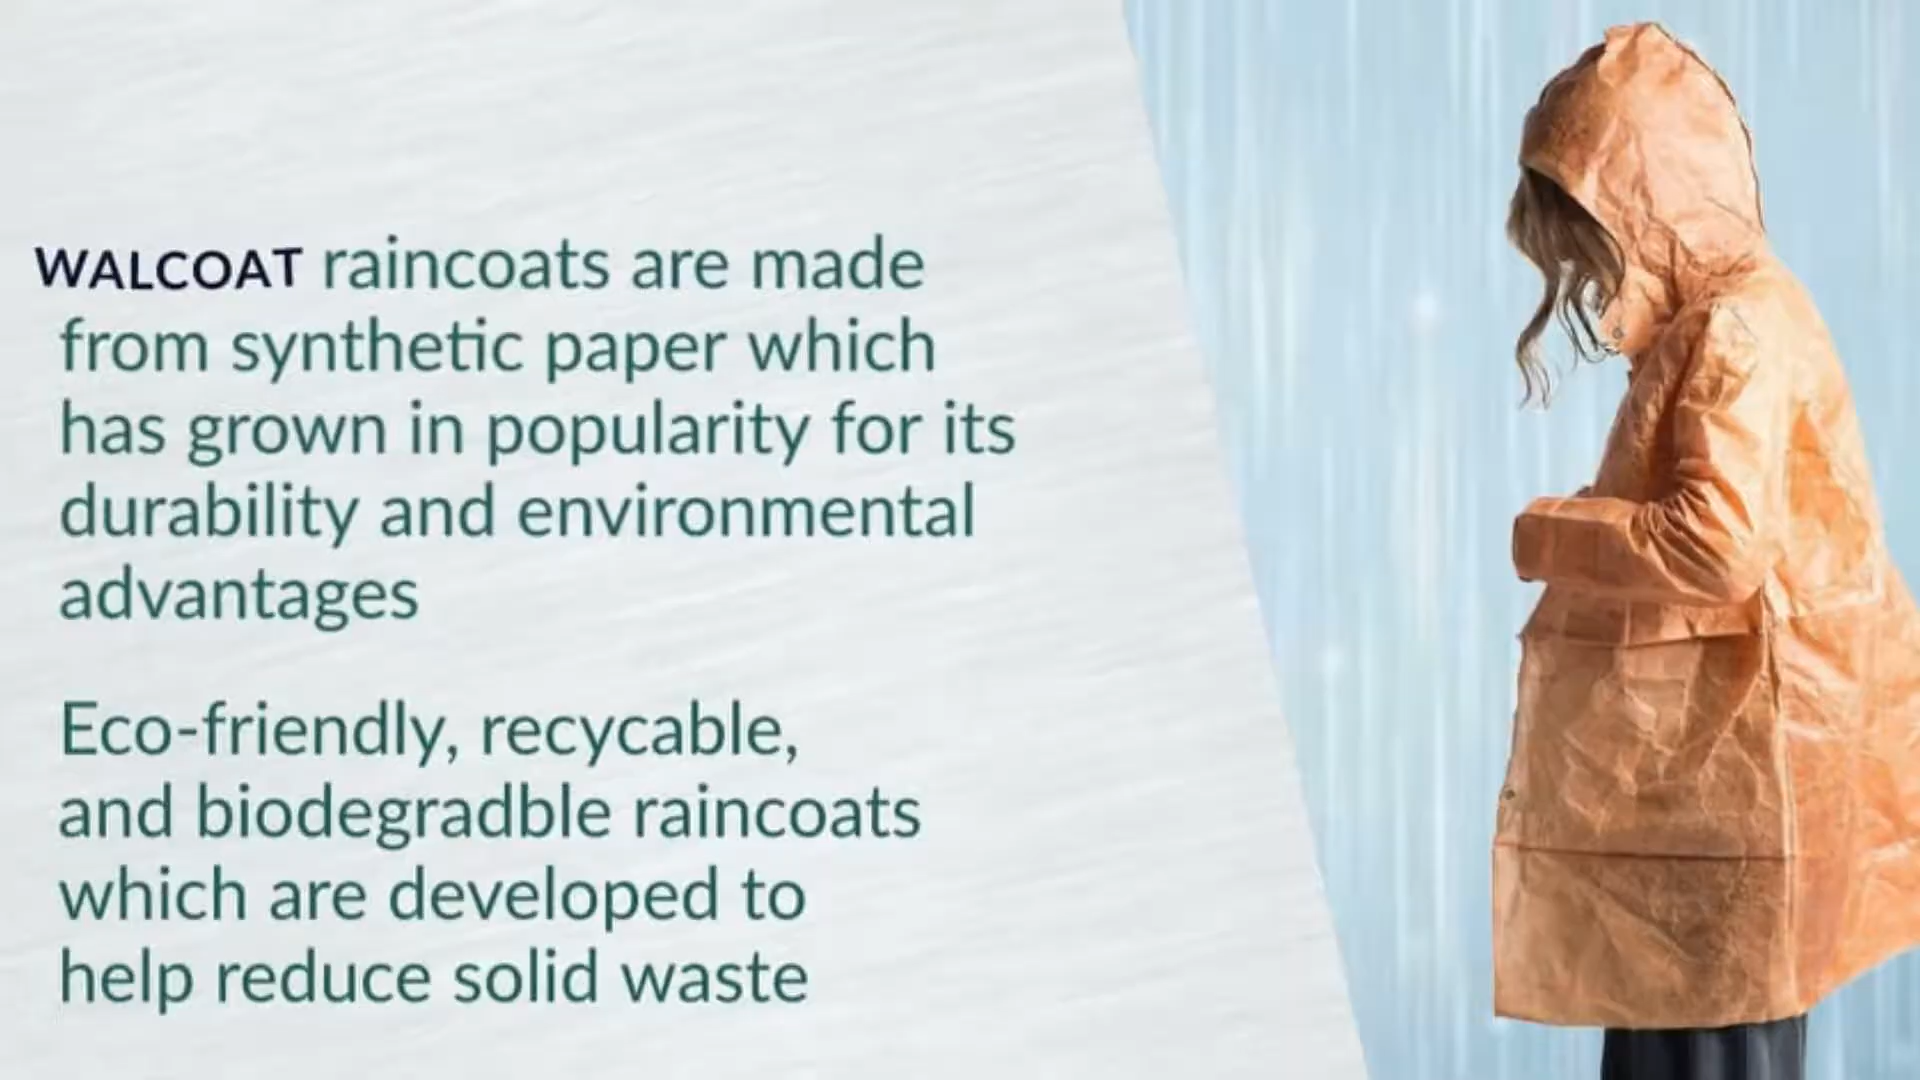 WALCOAT raincoats are made
from synthetic paper which
has grown in popularity for its
durability and environmental
advantages
Eco-friendly, recycable,
and biodegradble raincoats
which are developed to
help reduce solid waste